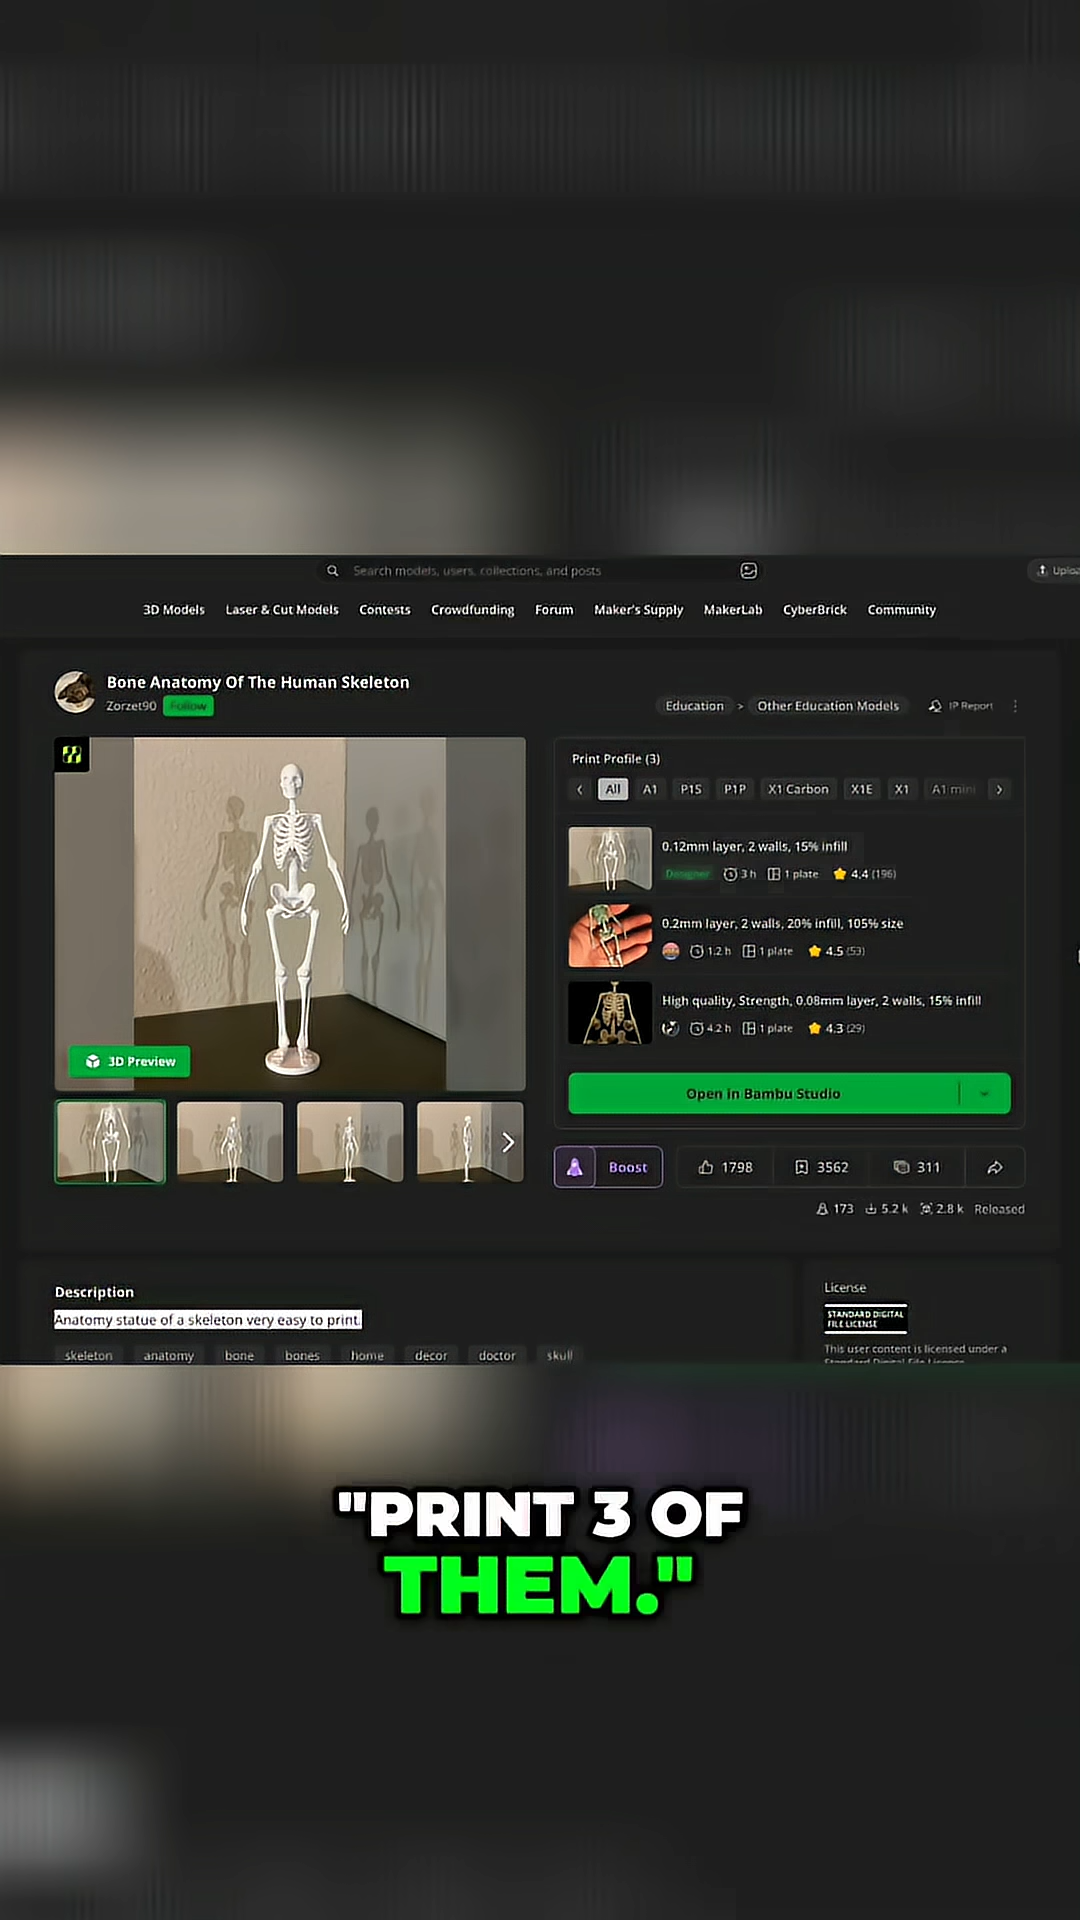 Search models, users, collections, and posts
Uploa
3D Models Laser & Cut Models Contests Crowdfunding Forum Maker's Supply MakerLab CyberBrick Community
Bone Anatomy Of The Human Skeleton
Zorzet90 Follow
Education > Other Education Models IP Report
Print Profile (3)
All A1 P1S P1P X1 Carbon X1E X1 A1 mini
0.12mm layer, 2 walls, 15% infill
Designer 3 h 1 plate 4.4 (196)
0.2mm layer, 2 walls, 20% infill, 105% size
1.2 h 1 plate 4.5 (53)
High quality, Strength, 0.08mm layer, 2 walls, 15% infill
4.2 h 1 plate 4.3 (29)
3D Preview
Open in Bambu Studio
Boost 1798 3562 311
173 5.2 k 2.8 k Released
Description
Anatomy statue of a skeleton very easy to print.
skeleton anatomy bone bones home decor doctor skull
License
STANDARD DIGITAL
FILE LICENSE
This user content is licensed under a
Standard Digital File License
"PRINT 3 OF
THEM."